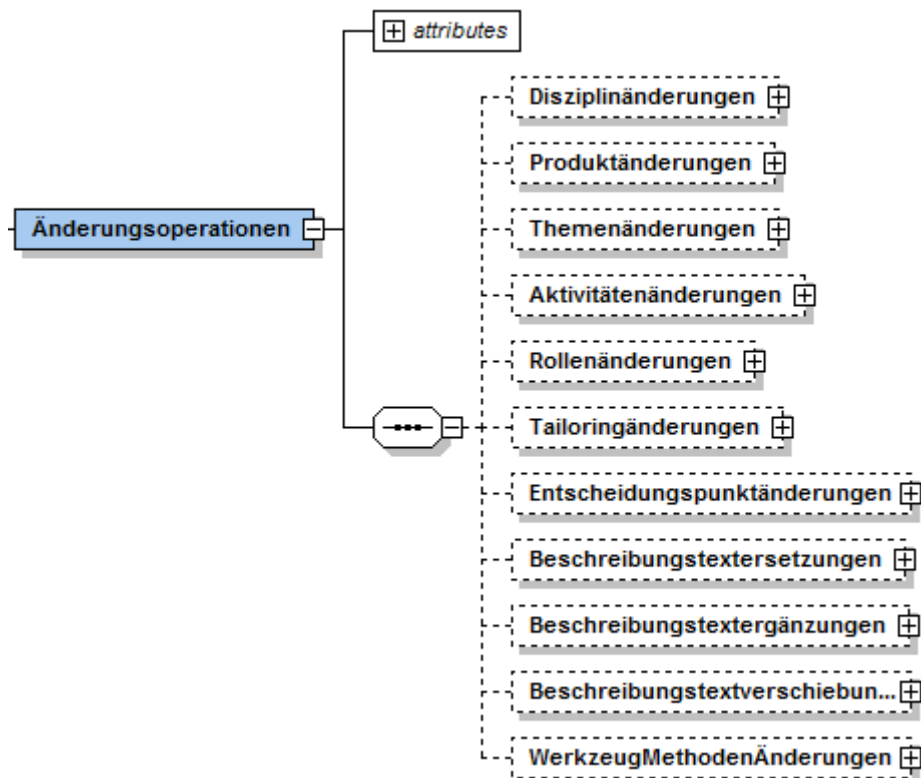 attributes
Disziplinänderungen
Produktänderungen
Themenänderungen
Änderungsoperationen
Aktivitätenänderungen
Rollenänderungen
Tailoringänderungen
Entscheidungspunktänderungen
Beschreibungstextersetzungen
Beschreibungstextergänzungen
Beschreibungstextverschiebun...
WerkzeugMethodenÄnderungen